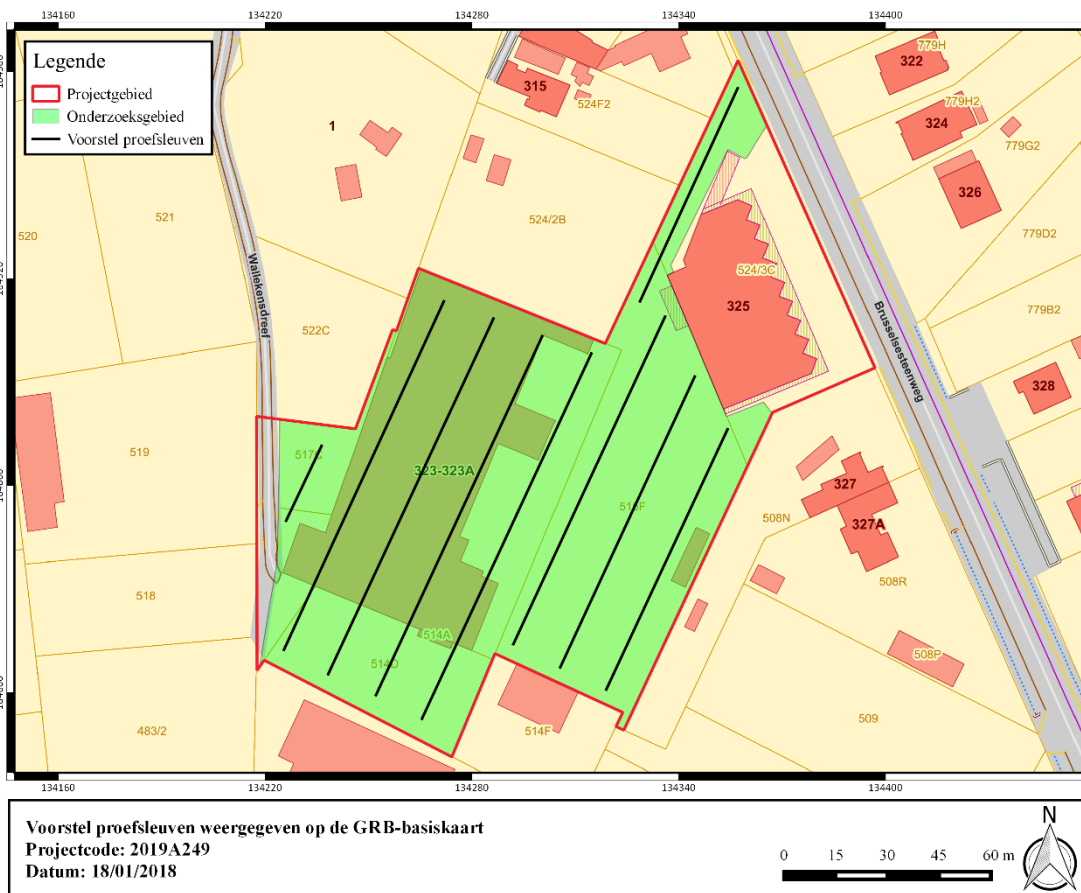 134160 134220 134280 134340 134400
Legende
Projectgebied
Onderzoeksgebied
Voorstel proefsleuven
779H
322
315
524F2
779H2
324
1
779G2
326
521
524/2B
520
779D2
Wallekensdreef
524/3C
325
779B2
522C
Brusselsesteenweg
328
519
517C
323-323A
327
508N
327A
508R
518
514A
514D
508P
483/2
514F
509
134160 134220 134280 134340 134400
Voorstel proefsleuven weergegeven op de GRB-basiskaart
Projectcode: 2019A249
Datum: 18/01/2018
0 15 30 45 60 m
N